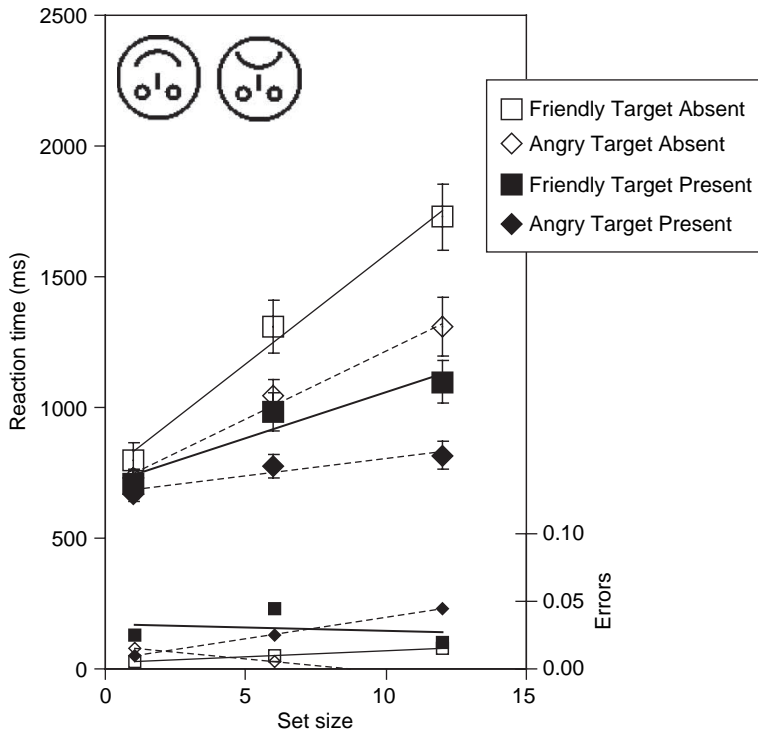 2500
2000
1500
1000
500
0
Reaction time (ms)
Friendly Target Absent
Angry Target Absent
Friendly Target Present
Angry Target Present
0.10
0.05
0.00
Errors
0 5 10 15
Set size